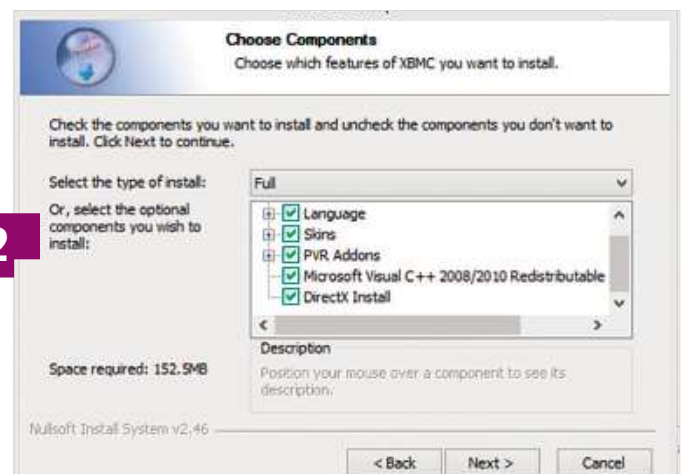 Choose Components
Choose which features of XBMC you want to install.
Check the components you want to install and uncheck the components you don't want to
install. Click Next to continue.
Select the type of install:
Full
Or, select the optional
components you wish to
install:
Language
Skins
PVR Addons
Microsoft Visual C++ 2008/2010 Redistributable
DirectX Install
2
Space required: 152.5MB
Description
Position your mouse over a component to see its
description.
Nullsoft Install System v2.46
< Back
Next >
Cancel